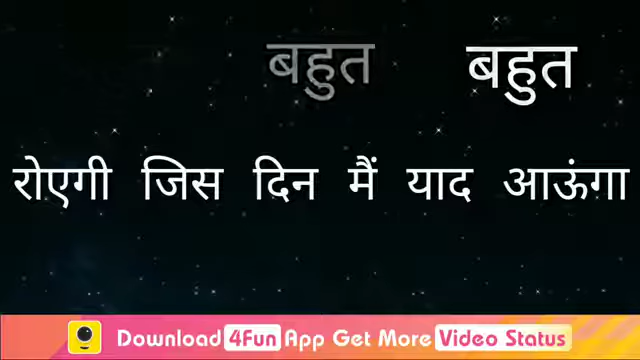 बहुत बहुत
रोएगी जिस दिन मैं याद आऊंगा
Download 4Fun App Get More Video Status